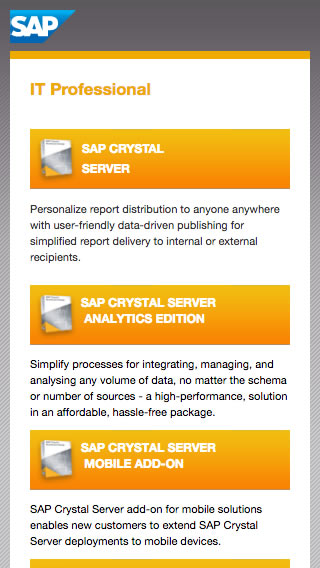 SAP
IT Professional
SAP CRYSTAL
SERVER
Personalize report distribution to anyone anywhere
with user-friendly data-driven publishing for
simplified report delivery to internal or external
recipients.
SAP CRYSTAL SERVER
ANALYTICS EDITION
Simplify processes for integrating, managing, and
analysing any volume of data, no matter the schema
or number of sources - a high-performance, solution
in an affordable, hassle-free package.
SAP CRYSTAL SERVER
MOBILE ADD-ON
SAP Crystal Server add-on for mobile solutions
enables new customers to extend SAP Crystal
Server deployments to mobile devices.